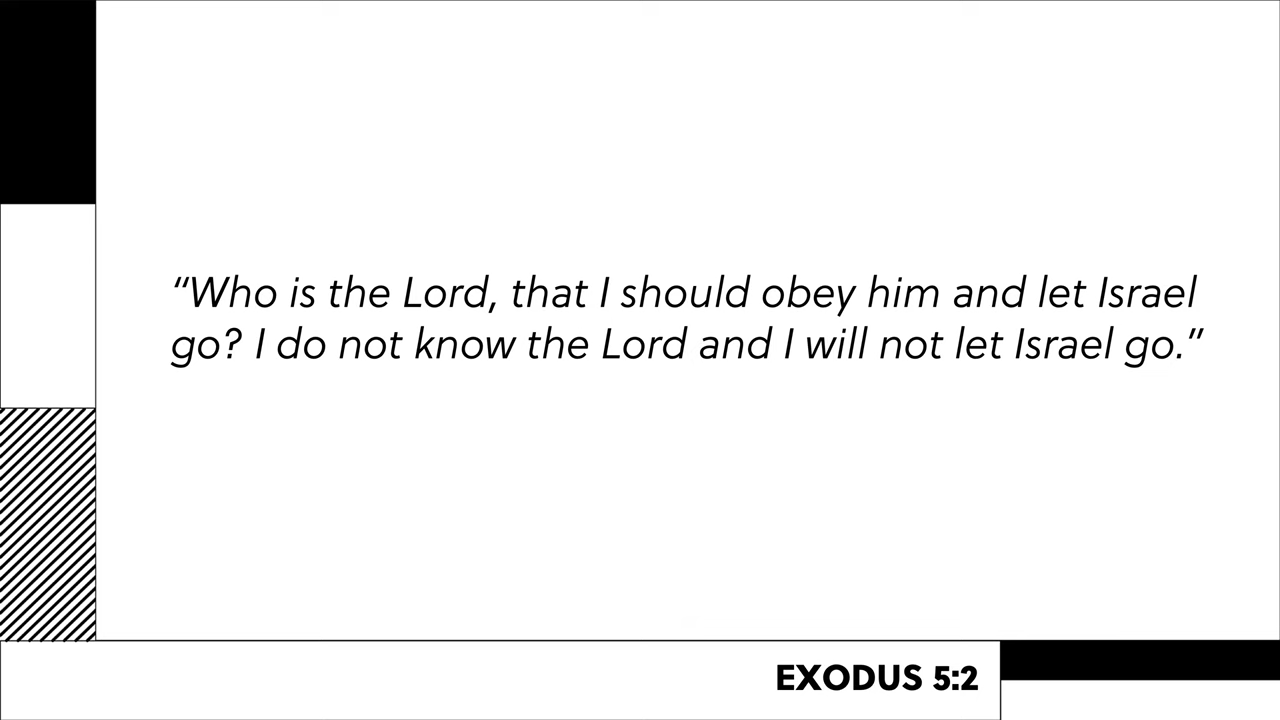 “Who is the Lord, that I should obey him and let Israel
go? I do not know the Lord and I will not let Israel go.”
EXODUS 5:2